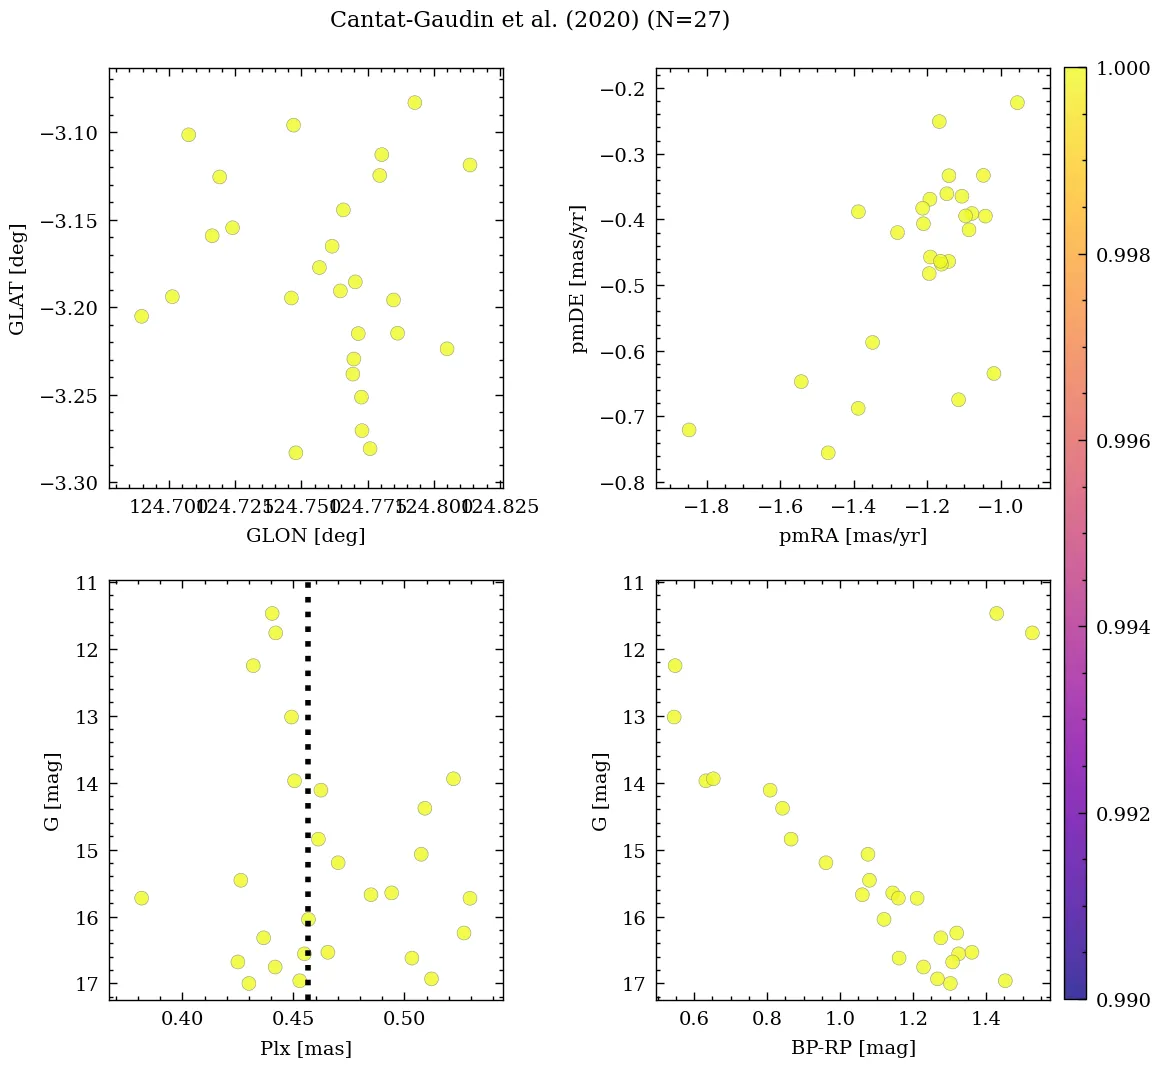 Cantat-Gaudin et al. (2020) (N=27)
−3.10
−3.15
−3.20
−3.25
−3.30
GLAT [deg]
124.700 124.725 124.750 124.775 124.800 124.825
GLON [deg]
−0.2
−0.3
−0.4
−0.5
−0.6
−0.7
−0.8
pmDE [mas/yr]
−1.8 −1.6 −1.4 −1.2 −1.0
pmRA [mas/yr]
11
12
13
14
15
16
17
G [mag]
0.40 0.45 0.50
Plx [mas]
11
12
13
14
15
16
17
G [mag]
0.6 0.8 1.0 1.2 1.4
BP-RP [mag]
1.000
0.998
0.996
0.994
0.992
0.990